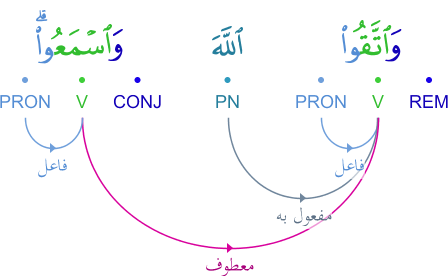 وَٱتَّقُوا۟ ٱللَّهَ وَٱسْمَعُوا۟ ۗ
REM V PRON PN CONJ V PRON
فاعل فاعل
مفعول به
معطوف